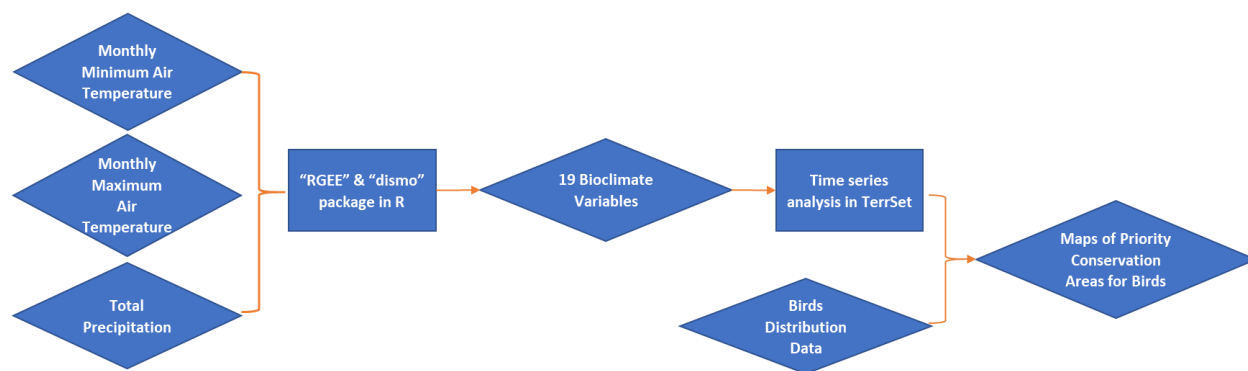 Monthly
Minimum Air
Temperature
Monthly
Maximum
Air
Temperature
Total
Precipitation
“RGEE” & “dismo”
package in R
19 Bioclimate
Variables
Time series
analysis in TerrSet
Birds
Distribution
Data
Maps of Priority
Conservation
Areas for Birds